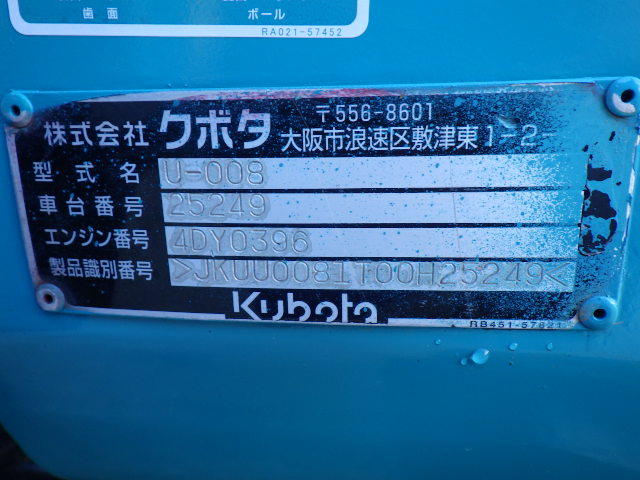 歯面 ボール
RA021-57452
株式会社 クボタ 〒556-8601
大阪市浪速区敷津東1-2-
型式名 U-008
車台番号 25249
エンジン番号 4DY0396
製品識別番号 >JKUU0081T00H25249<
Kubota
RB451-57821